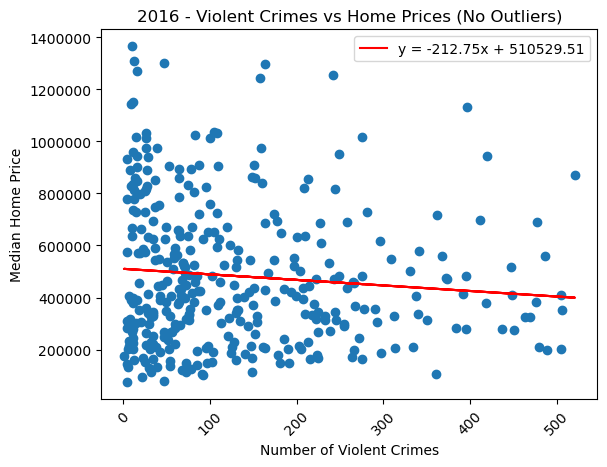 2016 - Violent Crimes vs Home Prices (No Outliers)
y = -212.75x + 510529.51
1400000
1200000
1000000
800000
600000
400000
200000
Median Home Price
0 100 200 300 400 500
Number of Violent Crimes